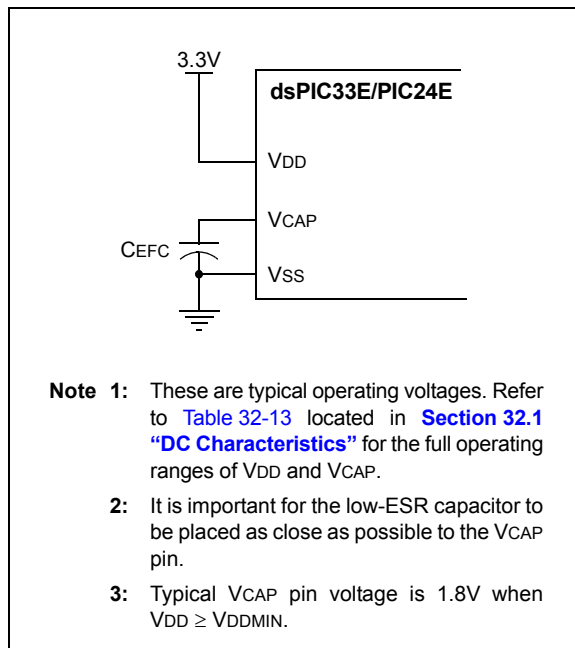 3.3V
dsPIC33E/PIC24E
VDD
VCAP
CEFC
VSS
Note 1: These are typical operating voltages. Refer
to Table 32-13 located in Section 32.1
“DC Characteristics” for the full operating
ranges of VDD and VCAP.
2: It is important for the low-ESR capacitor to
be placed as close as possible to the VCAP
pin.
3: Typical VCAP pin voltage is 1.8V when
VDD ≥ VDDMIN.